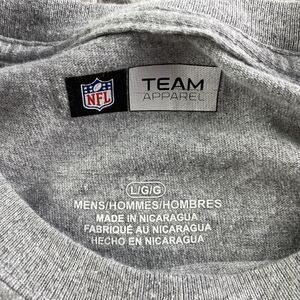 NFL
TEAM
APPAREL
L/G/G
MENS/HOMMES/HOMBRES
MADE IN NICARAGUA
FABRIQUÉ AU NICARAGUA
HECHO EN NICARAGUA